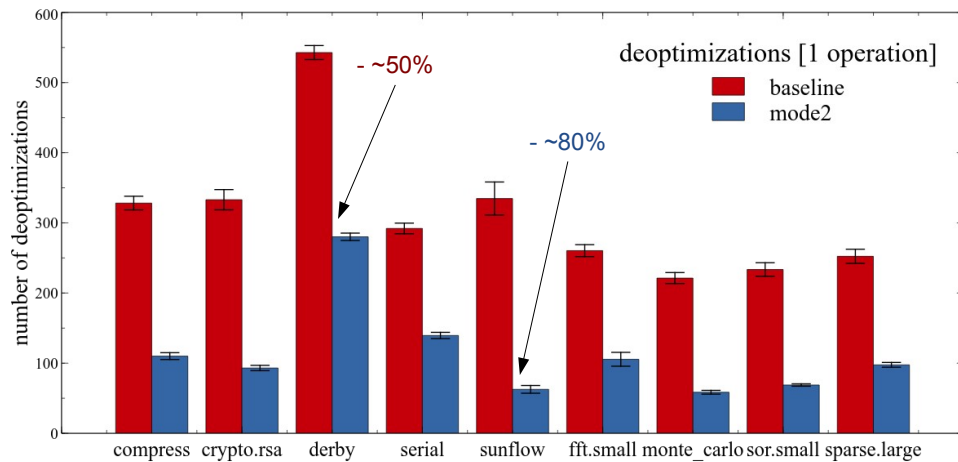 600
500
400
300
200
100
0
number of deoptimizations
deoptimizations [1 operation]
baseline
mode2
- ~50%
- ~80%
compress crypto.rsa derby serial sunflow fft.small monte_carlo sor.small sparse.large